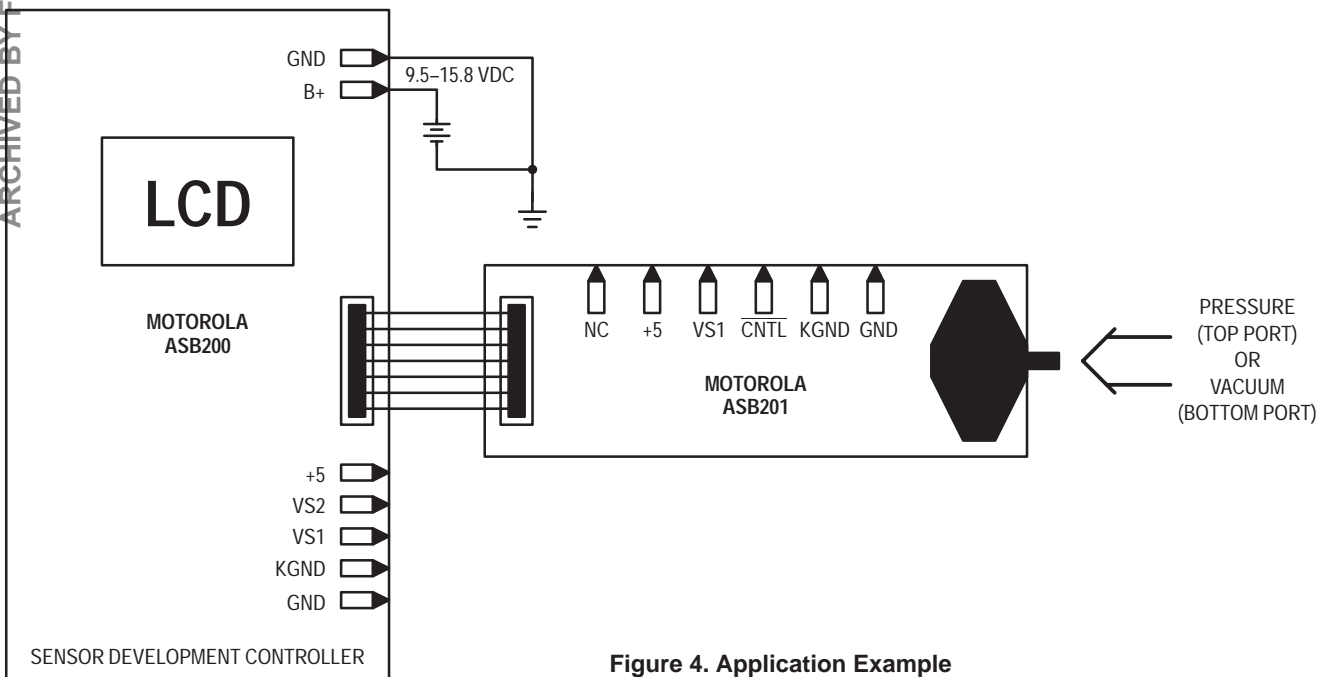 ARCHIVED BY
GND
9.5–15.8 VDC
B+
LCD
MOTOROLA
ASB200
NC +5 VS1 CNTL KGND GND
MOTOROLA
ASB201
PRESSURE
(TOP PORT)
OR
VACUUM
(BOTTOM PORT)
+5
VS2
VS1
KGND
GND
SENSOR DEVELOPMENT CONTROLLER
Figure 4. Application Example